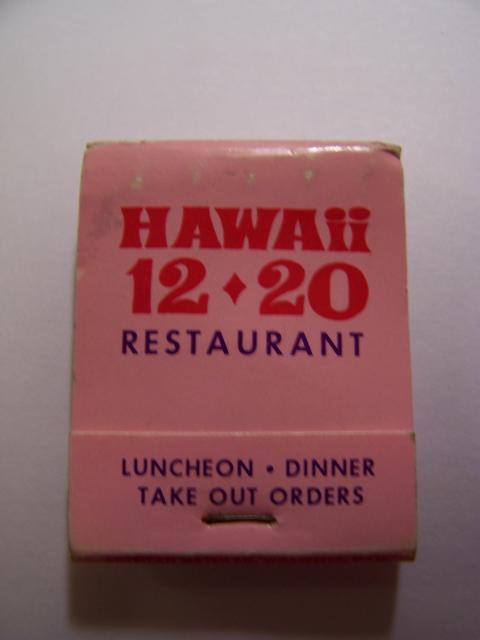 HAWAii
12♦20
RESTAURANT
LUNCHEON • DINNER
TAKE OUT ORDERS